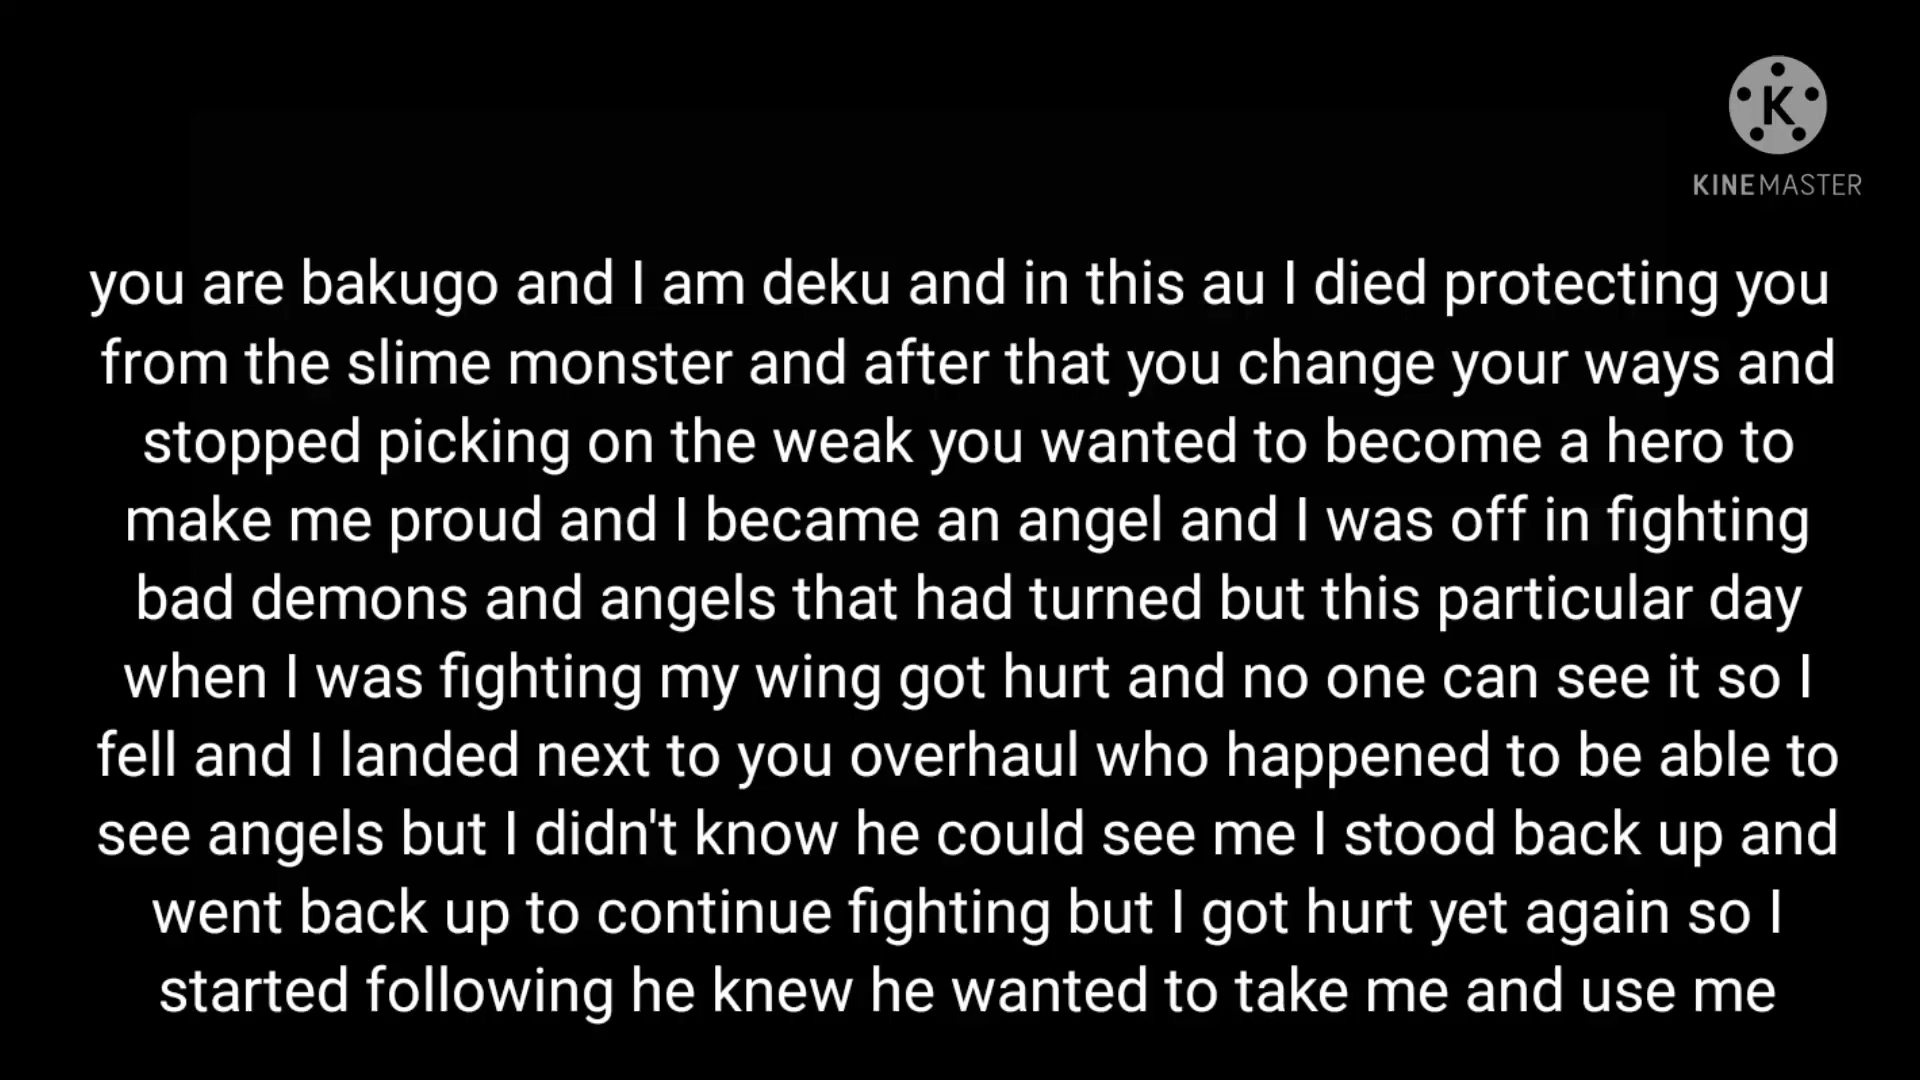 K
KINEMASTER
you are bakugo and I am deku and in this au I died protecting you
from the slime monster and after that you change your ways and
stopped picking on the weak you wanted to become a hero to
make me proud and I became an angel and I was off in fighting
bad demons and angels that had turned but this particular day
when I was fighting my wing got hurt and no one can see it so I
fell and I landed next to you overhaul who happened to be able to
see angels but I didn't know he could see me I stood back up and
went back up to continue fighting but I got hurt yet again so I
started following he knew he wanted to take me and use me